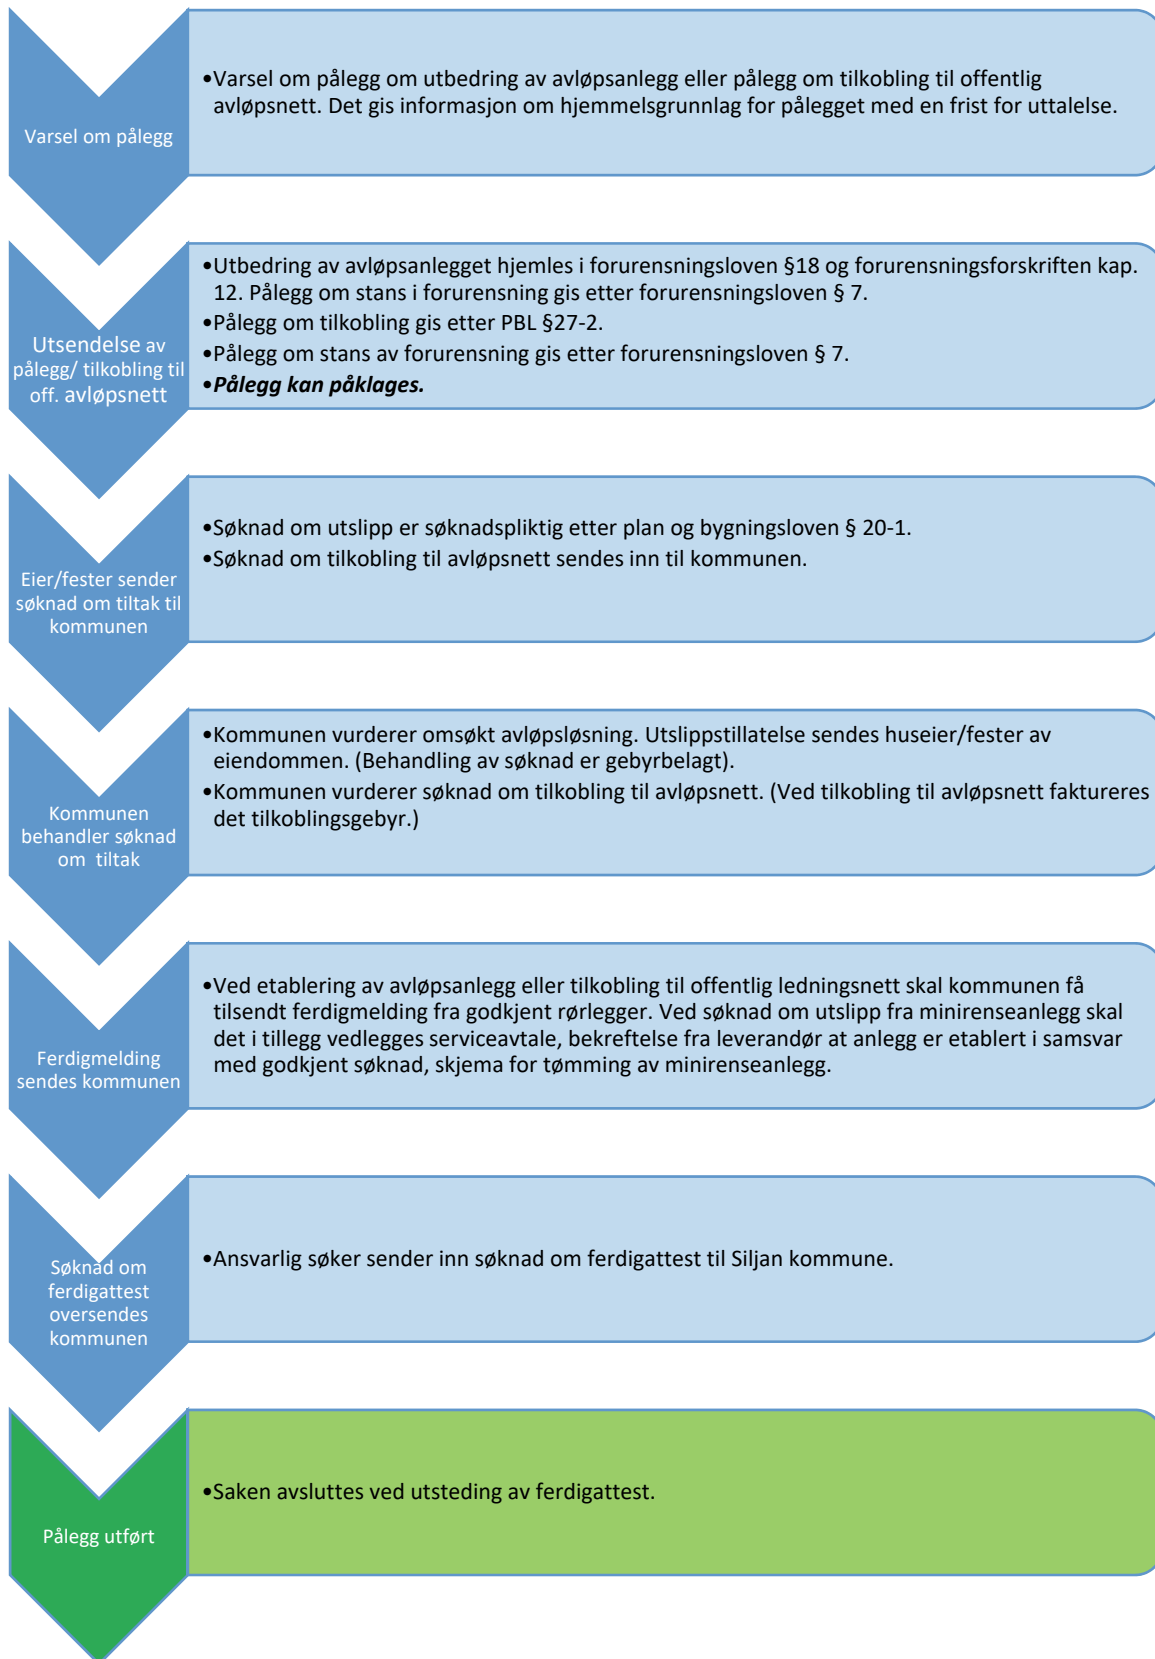 Varsel om pålegg
•Varsel om pålegg om utbedring av avløpsanlegg eller pålegg om tilkobling til offentlig
avløpsnett. Det gis informasjon om hjemmelsgrunnlag for pålegget med en frist for uttalelse.
Utsendelse av
pålegg/ tilkobling til
off. avløpsnett
•Utbedring av avløpsanlegget hjemles i forurensningsloven §18 og forurensningsforskriften kap.
12. Pålegg om stans i forurensning gis etter forurensningsloven § 7.
•Pålegg om tilkobling gis etter PBL §27-2.
•Pålegg om stans av forurensning gis etter forurensningsloven § 7.
•Pålegg kan påklages.
Eier/fester sender
søknad om tiltak til
kommunen
•Søknad om utslipp er søknadspliktig etter plan og bygningsloven § 20-1.
•Søknad om tilkobling til avløpsnett sendes inn til kommunen.
Kommunen
behandler søknad
om tiltak
•Kommunen vurderer omsøkt avløpsløsning. Utslippstillatelse sendes huseier/fester av
eiendommen. (Behandling av søknad er gebyrbelagt).
•Kommunen vurderer søknad om tilkobling til avløpsnett. (Ved tilkobling til avløpsnett faktureres
det tilkoblingsgebyr.)
Ferdigmelding
sendes kommunen
•Ved etablering av avløpsanlegg eller tilkobling til offentlig ledningsnett skal kommunen få
tilsendt ferdigmelding fra godkjent rørlegger. Ved søknad om utslipp fra minirenseanlegg skal
det i tillegg vedlegges serviceavtale, bekreftelse fra leverandør at anlegg er etablert i samsvar
med godkjent søknad, skjema for tømming av minirenseanlegg.
Søknad om
ferdigattest
oversendes
kommunen
•Ansvarlig søker sender inn søknad om ferdigattest til Siljan kommune.
Pålegg utført
•Saken avsluttes ved utsteding av ferdigattest.